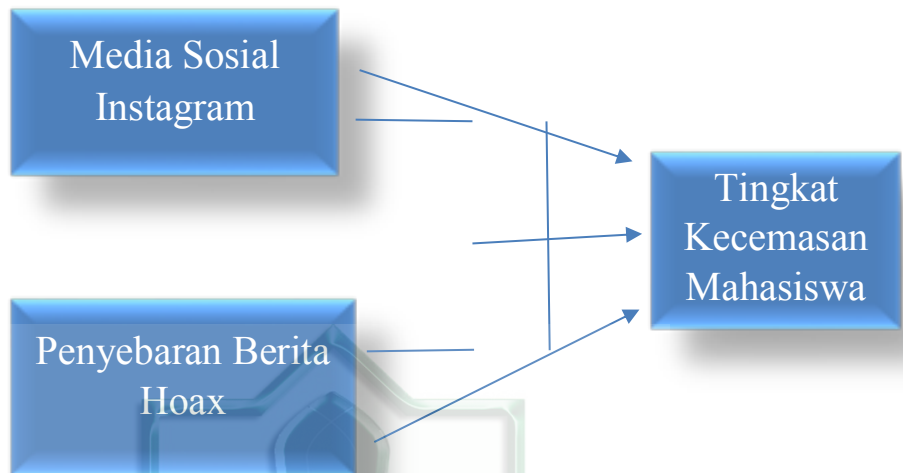 Media Sosial
Instagram
Tingkat
Kecemasan
Mahasiswa
Penyebaran Berita
Hoax